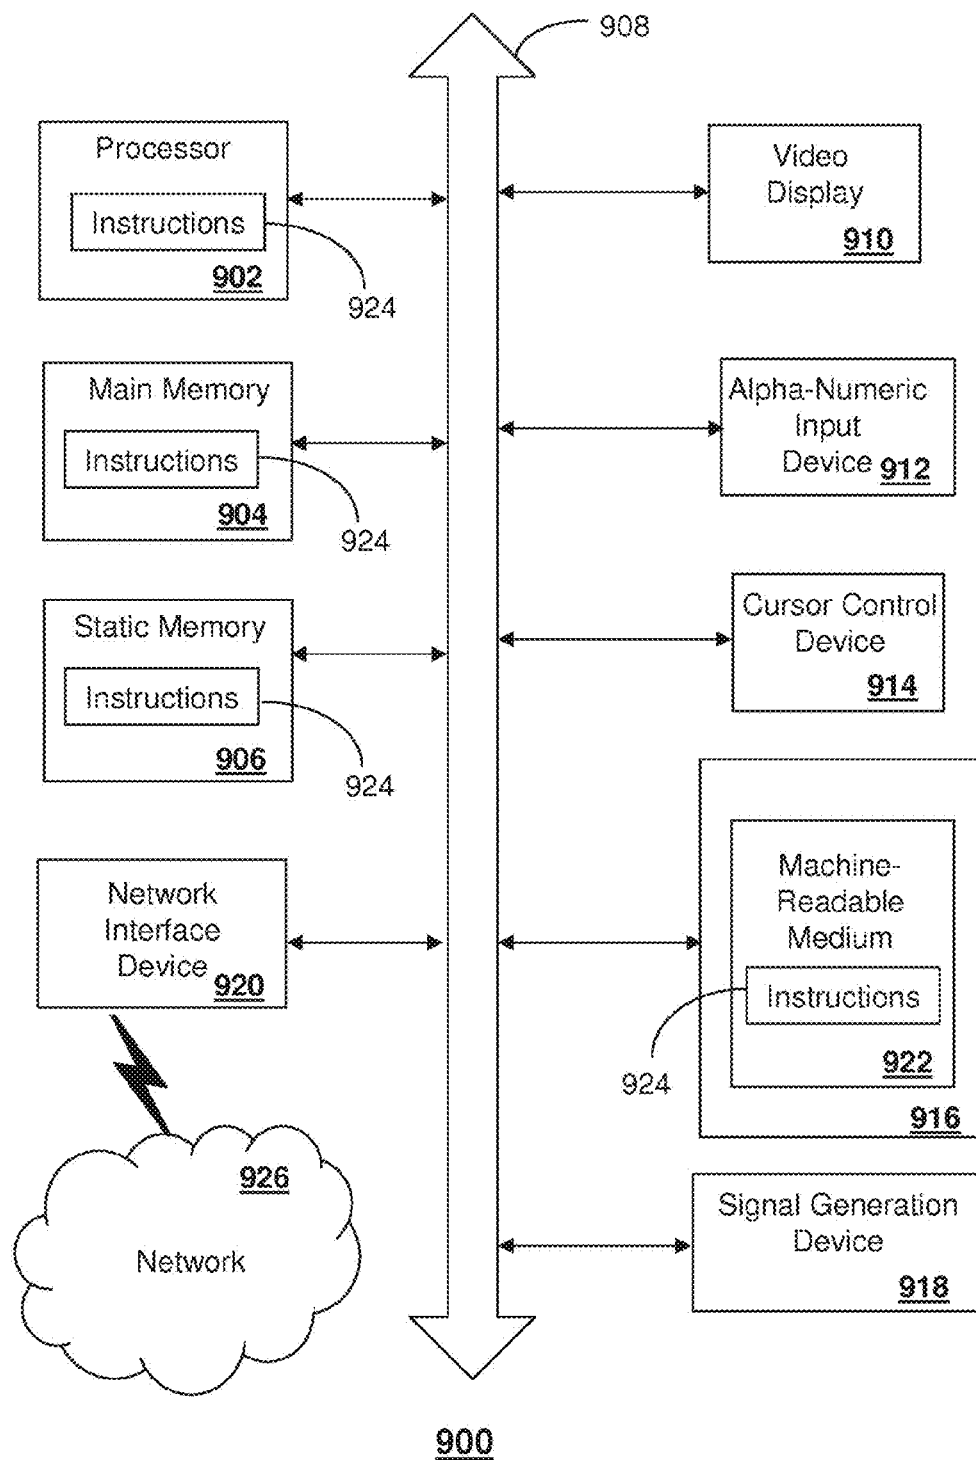 908
Processor
Instructions
902
924
Main Memory
Instructions
904
924
Static Memory
Instructions
906
924
Network
Interface
Device
920
926
Network
Video
Display
910
Alpha-Numeric
Input
Device 912
Cursor Control
Device
914
Machine-
Readable
Medium
Instructions
924
922
916
Signal Generation
Device
918
900